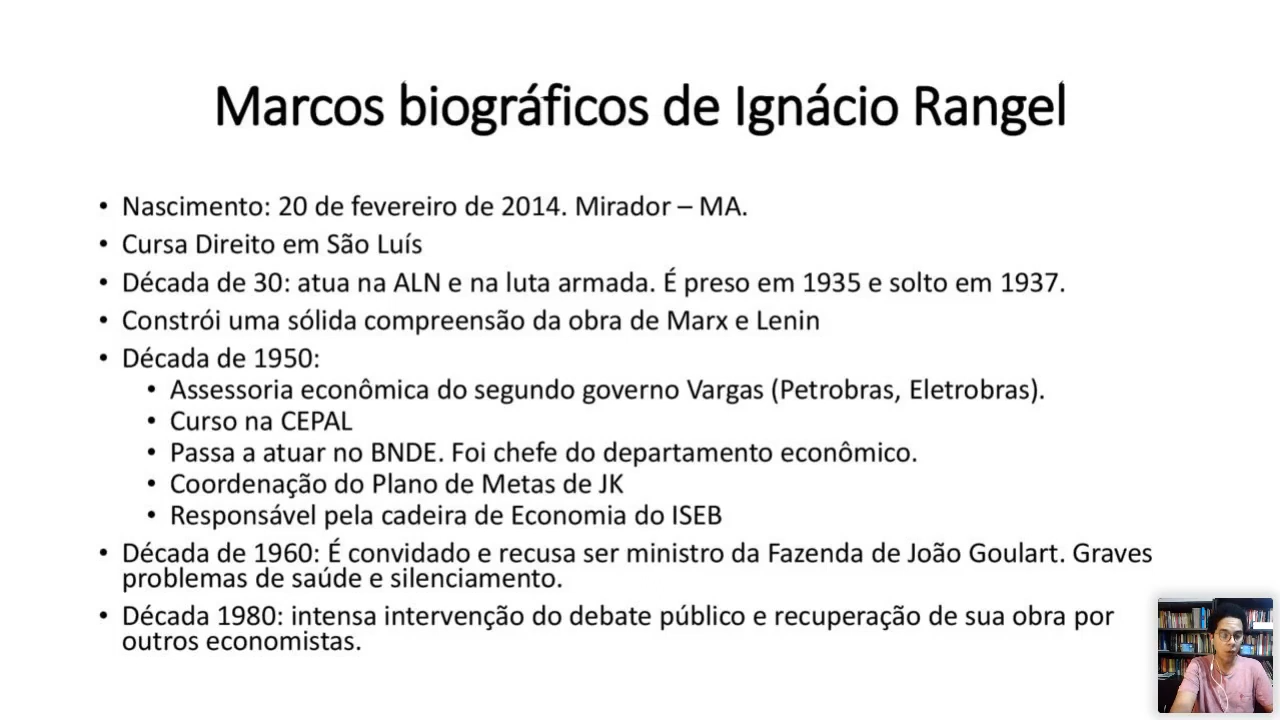 Marcos biográficos de Ignácio Rangel
• Nascimento: 20 de fevereiro de 2014. Mirador – MA.
• Cursa Direito em São Luís
• Década de 30: atua na ALN e na luta armada. É preso em 1935 e solto em 1937.
• Constrói uma sólida compreensão da obra de Marx e Lenin
• Década de 1950:
• Assessoria econômica do segundo governo Vargas (Petrobras, Eletrobras).
• Curso na CEPAL
• Passa a atuar no BNDE. Foi chefe do departamento econômico.
• Coordenação do Plano de Metas de JK
• Responsável pela cadeira de Economia do ISEB
• Década de 1960: É convidado e recusa ser ministro da Fazenda de João Goulart. Graves
problemas de saúde e silenciamento.
• Década 1980: intensa intervenção do debate público e recuperação de sua obra por
outros economistas.